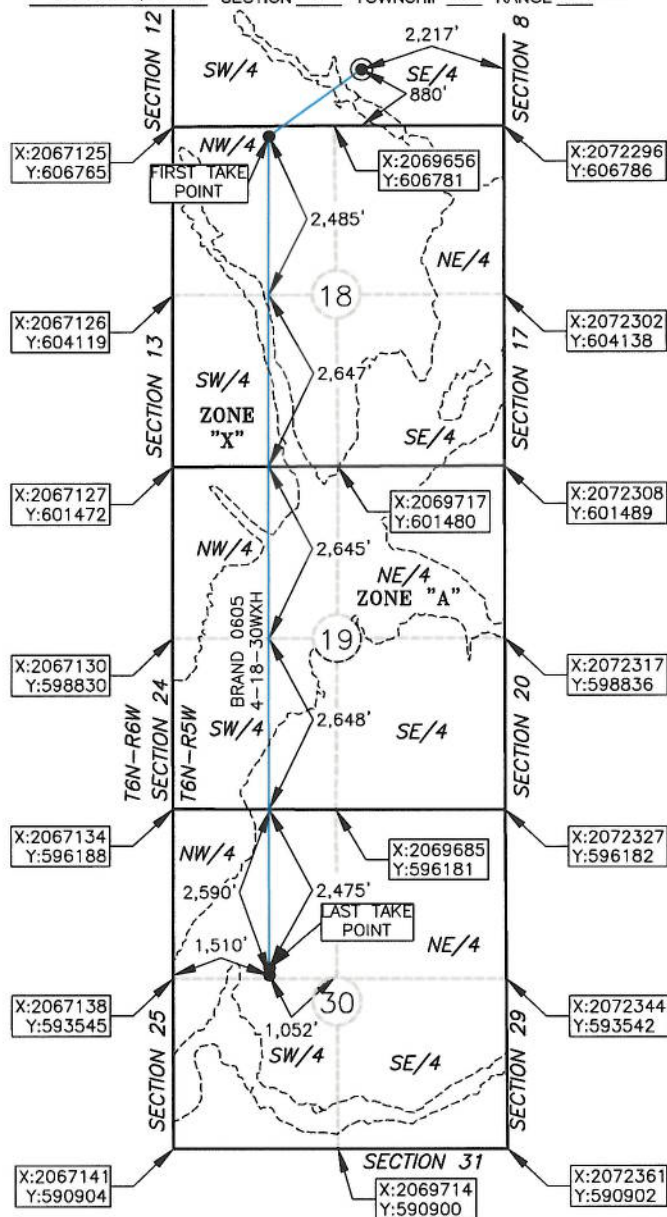 SECTION TOWNSHIP RANGE
SECTION 12
SECTION 8
2,217'
SW/4
SE/4
880'
NW/4
X:2067125
Y:606765
FIRST TAKE
POINT
X:2069656
Y:606781
X:2072296
Y:606786
2,485'
NE/4
18
X:2067126
Y:604119
X:2072302
Y:604138
SECTION 13
SECTION 17
SW/4
2,647'
ZONE
"X"
SE/4
X:2067127
Y:601472
X:2069717
Y:601480
X:2072308
Y:601489
NW/4
2,645'
NE/4
ZONE "A"
BRAND 0605
4-18-30WXH
19
X:2067130
Y:598830
X:2072317
Y:598836
T6N-R6W
SECTION 24
T6N-R5W
SECTION 20
SW/4
2,648'
SE/4
X:2067134
Y:596188
X:2069685
Y:596181
X:2072327
Y:596182
NW/4
2,590'
2,475'
LAST TAKE
POINT
1,510'
NE/4
X:2067138
Y:593545
30
X:2072344
Y:593542
1,052'
SECTION 25
SECTION 29
SW/4
SE/4
SECTION 31
X:2067141
Y:590904
X:2069714
Y:590900
X:2072361
Y:590902